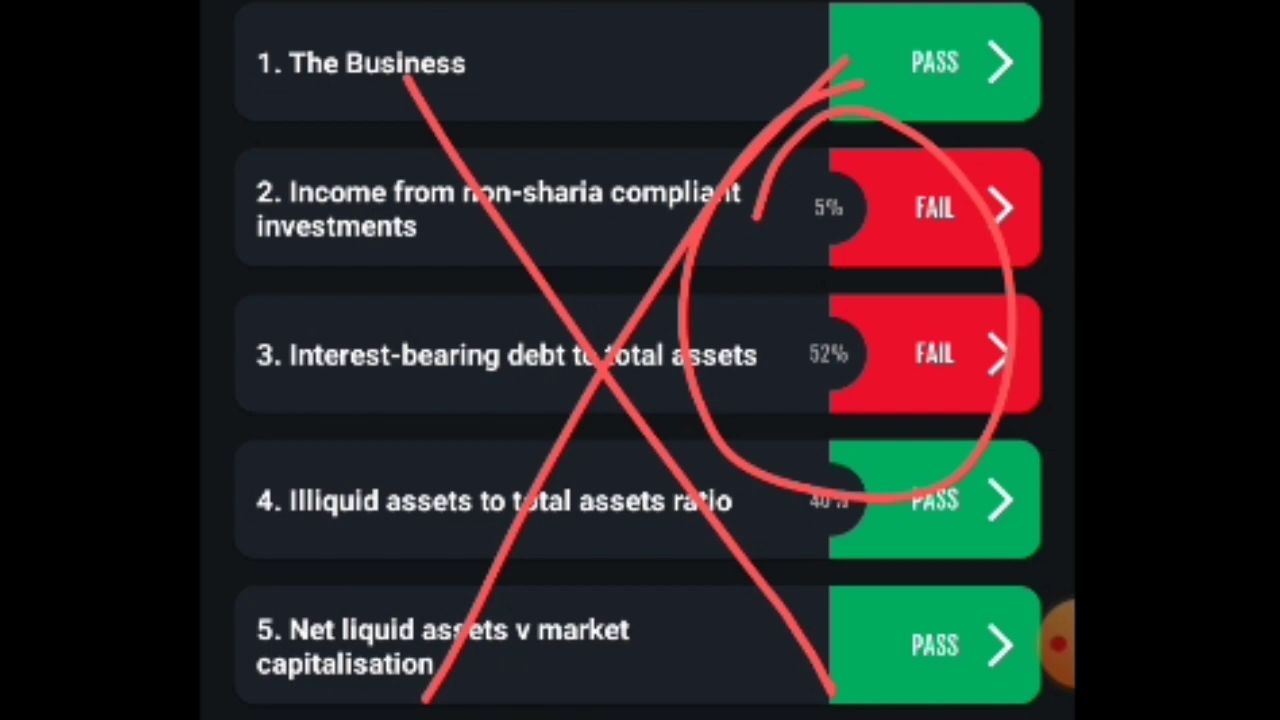 1. The Business
PASS
2. Income from non-sharia compliant
investments
5%
FAIL
3. Interest-bearing debt to total assets
52%
FAIL
4. Illiquid assets to total assets ratio
40%
PASS
5. Net liquid assets v market
capitalisation
PASS